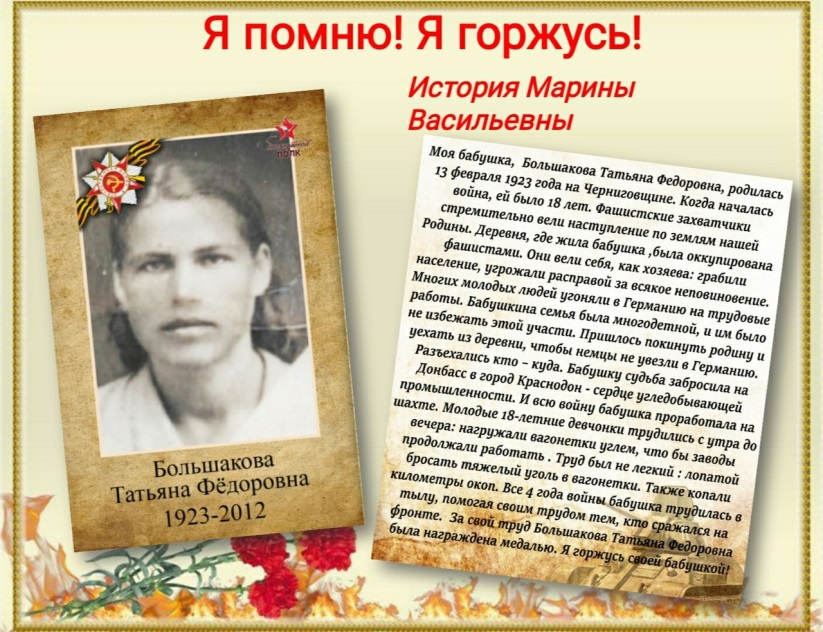 Я помню! Я горжусь!
История Марины
Васильевны
ПОЛК
Большакова
Татьяна Фёдоровна
1923-2012
Моя бабушка, Большакова Татьяна Федоровна, родилась
13 февраля 1923 года на Черниговщине. Когда началась
война, ей было 18 лет. Фашистские захватчики
стремительно вели наступление по землям нашей
Родины. Деревня, где жила бабушка ,была оккупирована
фашистами. Они вели себя, как хозяева: грабили
население, угрожали расправой за всякое неповиновение.
Многих молодых людей угоняли в Германию на трудовые
работы. Бабушкина семья была многодетной, и им было
не избежать этой участи. Пришлось покинуть родину и
уехать из деревни, чтобы немцы не увезли в Германию.
Разъехались кто – куда. Бабушку судьба забросила на
Донбасс в город Краснодон - сердце угледобывающей
промышленности. И всю войну бабушка проработала на
шахте. Молодые 18-летние девчонки трудились с утра до
вечера: нагружали вагонетки углем, что бы заводы
продолжали работать . Труд был не легкий : лопатой
бросать тяжелый уголь в вагонетки. Также копали
километры окоп. Все 4 года войны бабушка трудилась в
тылу, помогая своим трудом тем, кто сражался на
фронте. За свой труд Большакова Татьяна Федоровна
была награждена медалью. Я горжусь своей бабушкой!